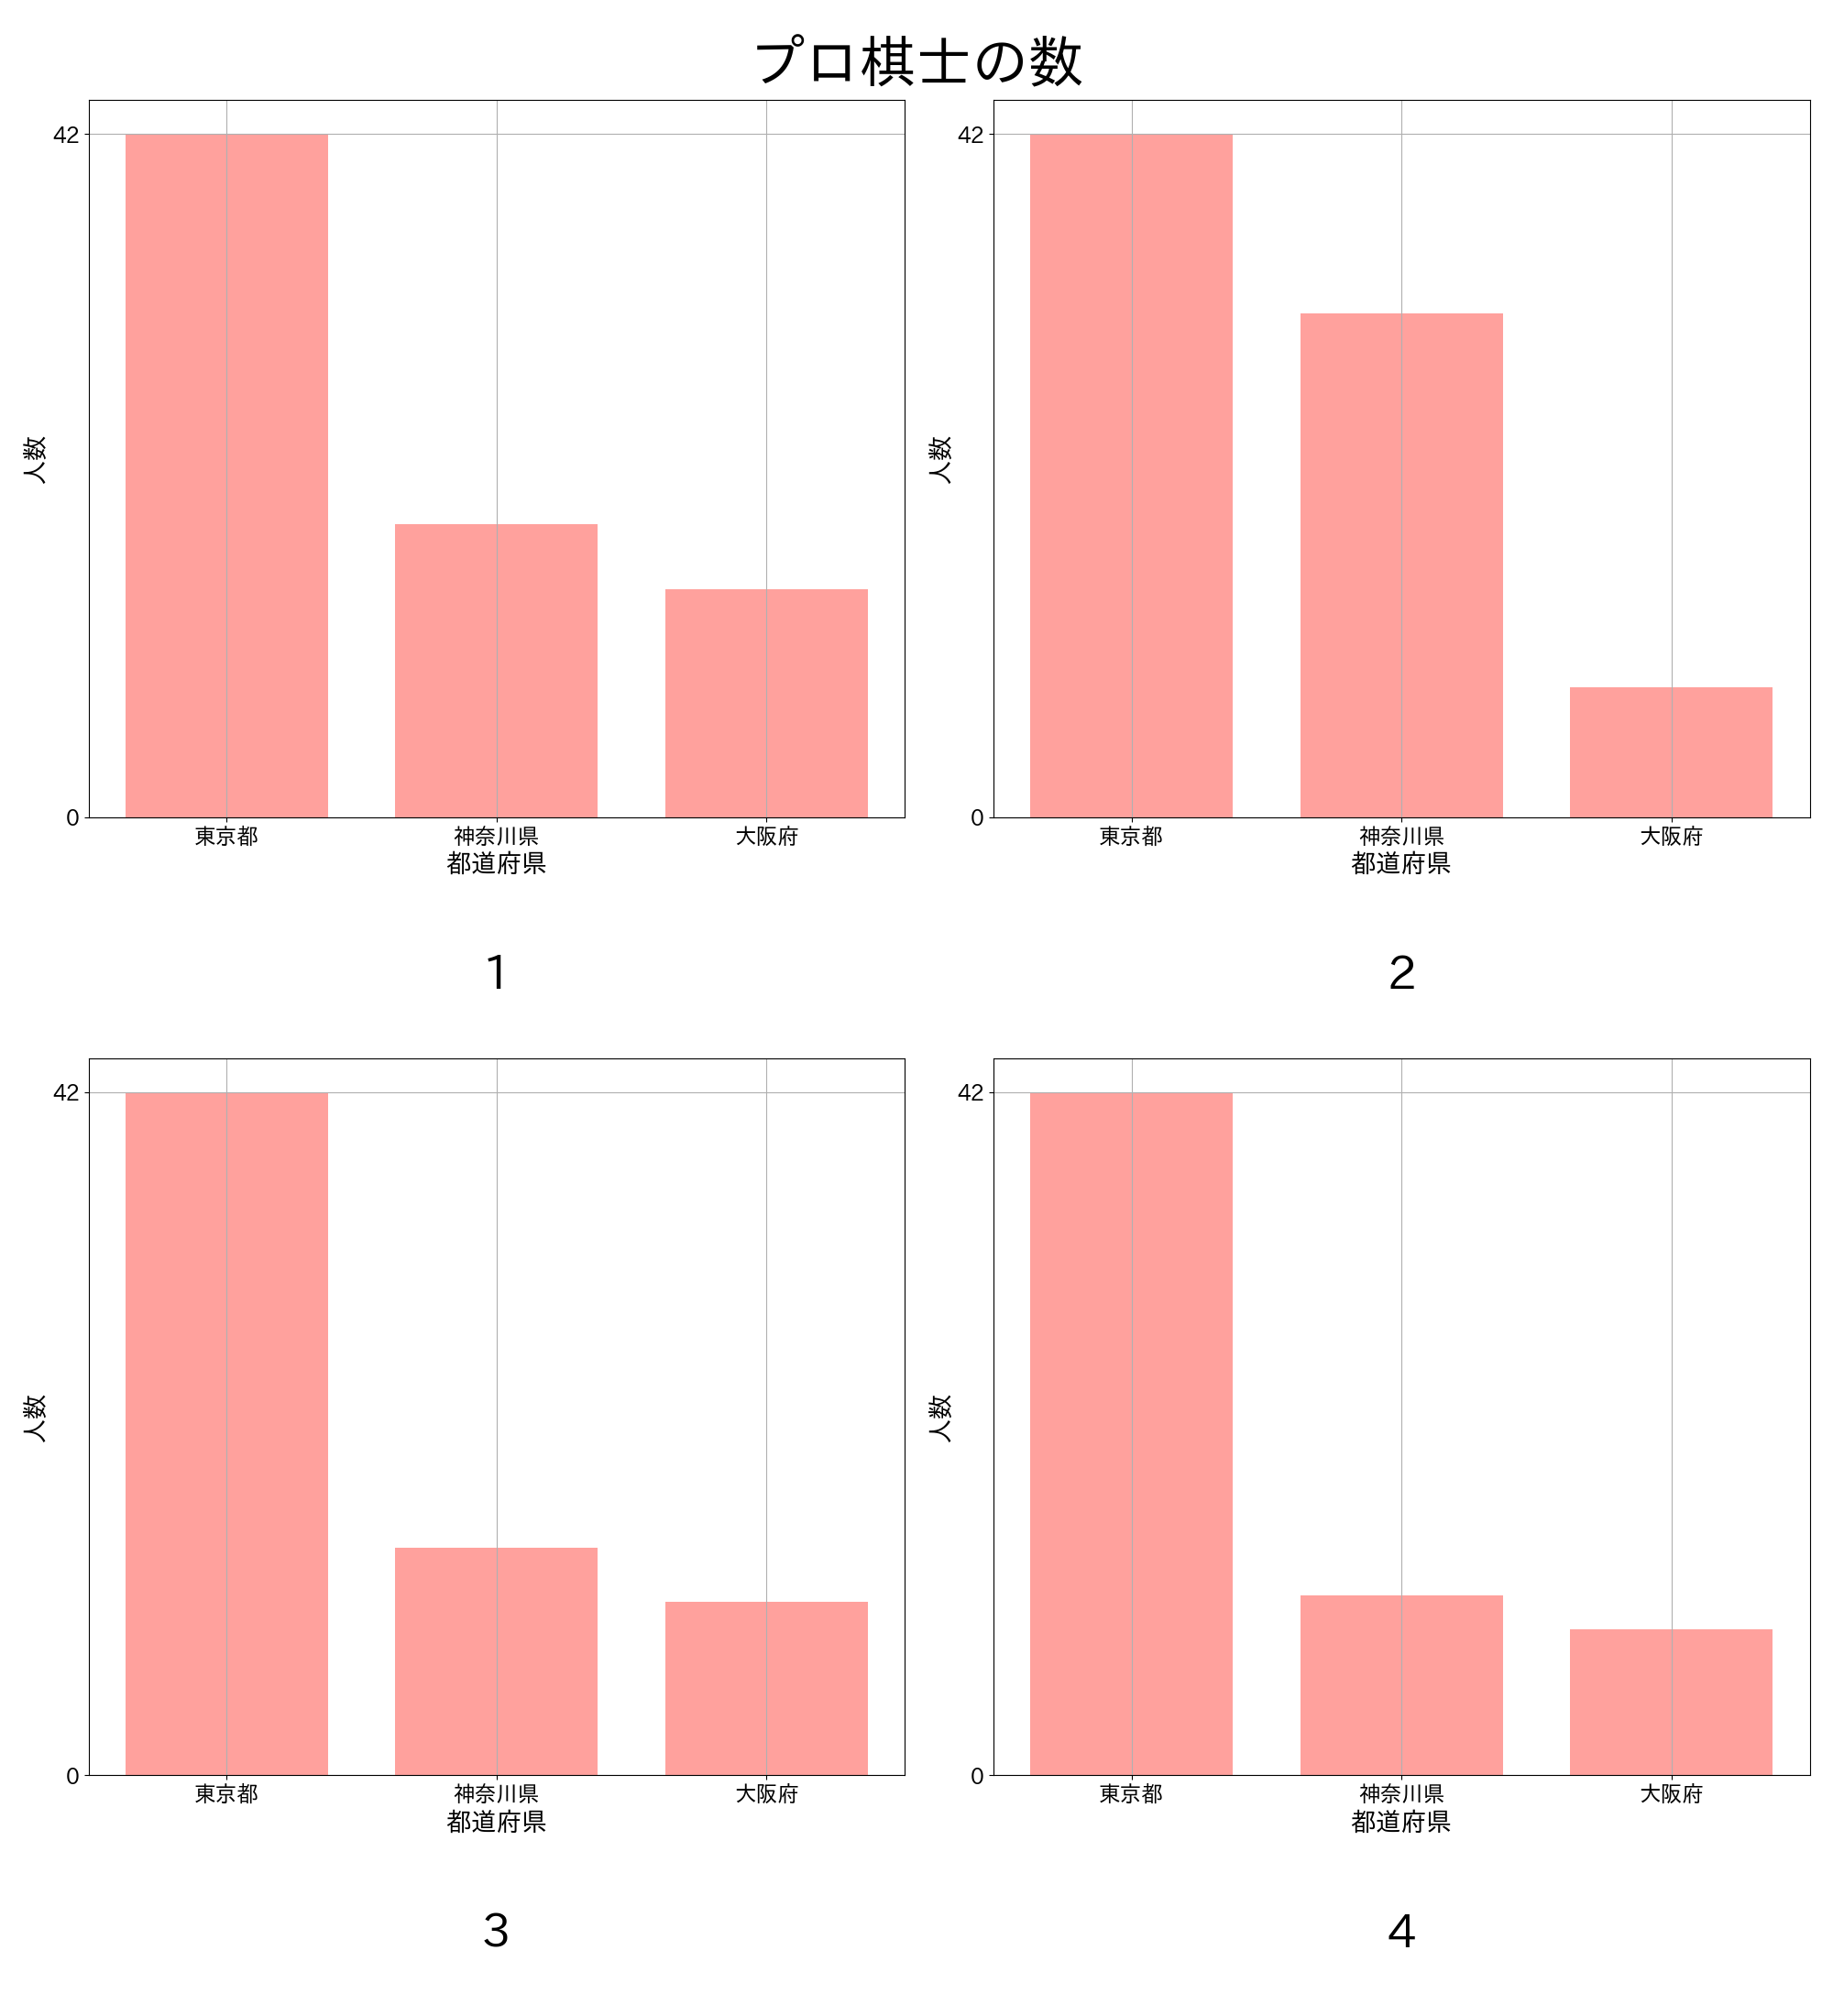 プロ棋士の数
42
人数
0
東京都 神奈川県 大阪府
都道府県
1
42
人数
0
東京都 神奈川県 大阪府
都道府県
2
42
人数
0
東京都 神奈川県 大阪府
都道府県
3
42
人数
0
東京都 神奈川県 大阪府
都道府県
4